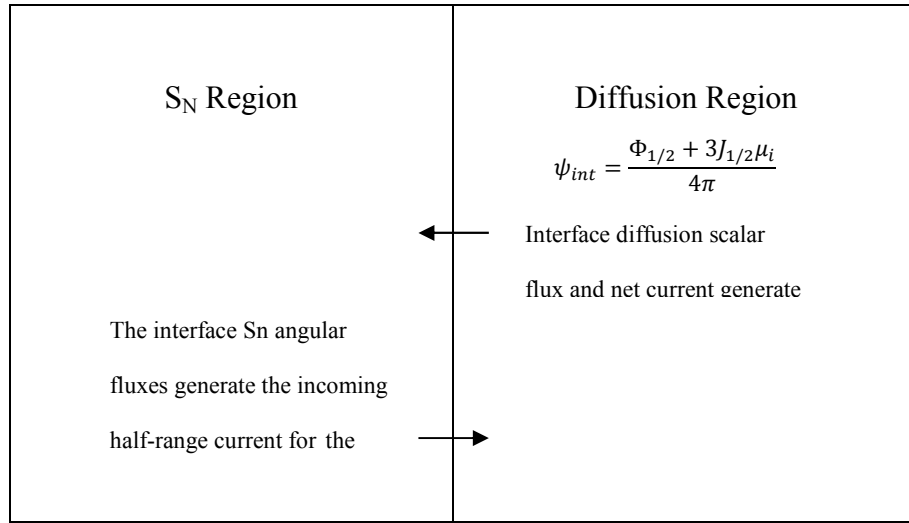 S_N Region
Diffusion Region
ψ_int = (Φ_1/2 + 3J_1/2 μ_i) / 4π
Interface diffusion scalar
flux and net current generate
The interface Sn angular
fluxes generate the incoming
half-range current for the